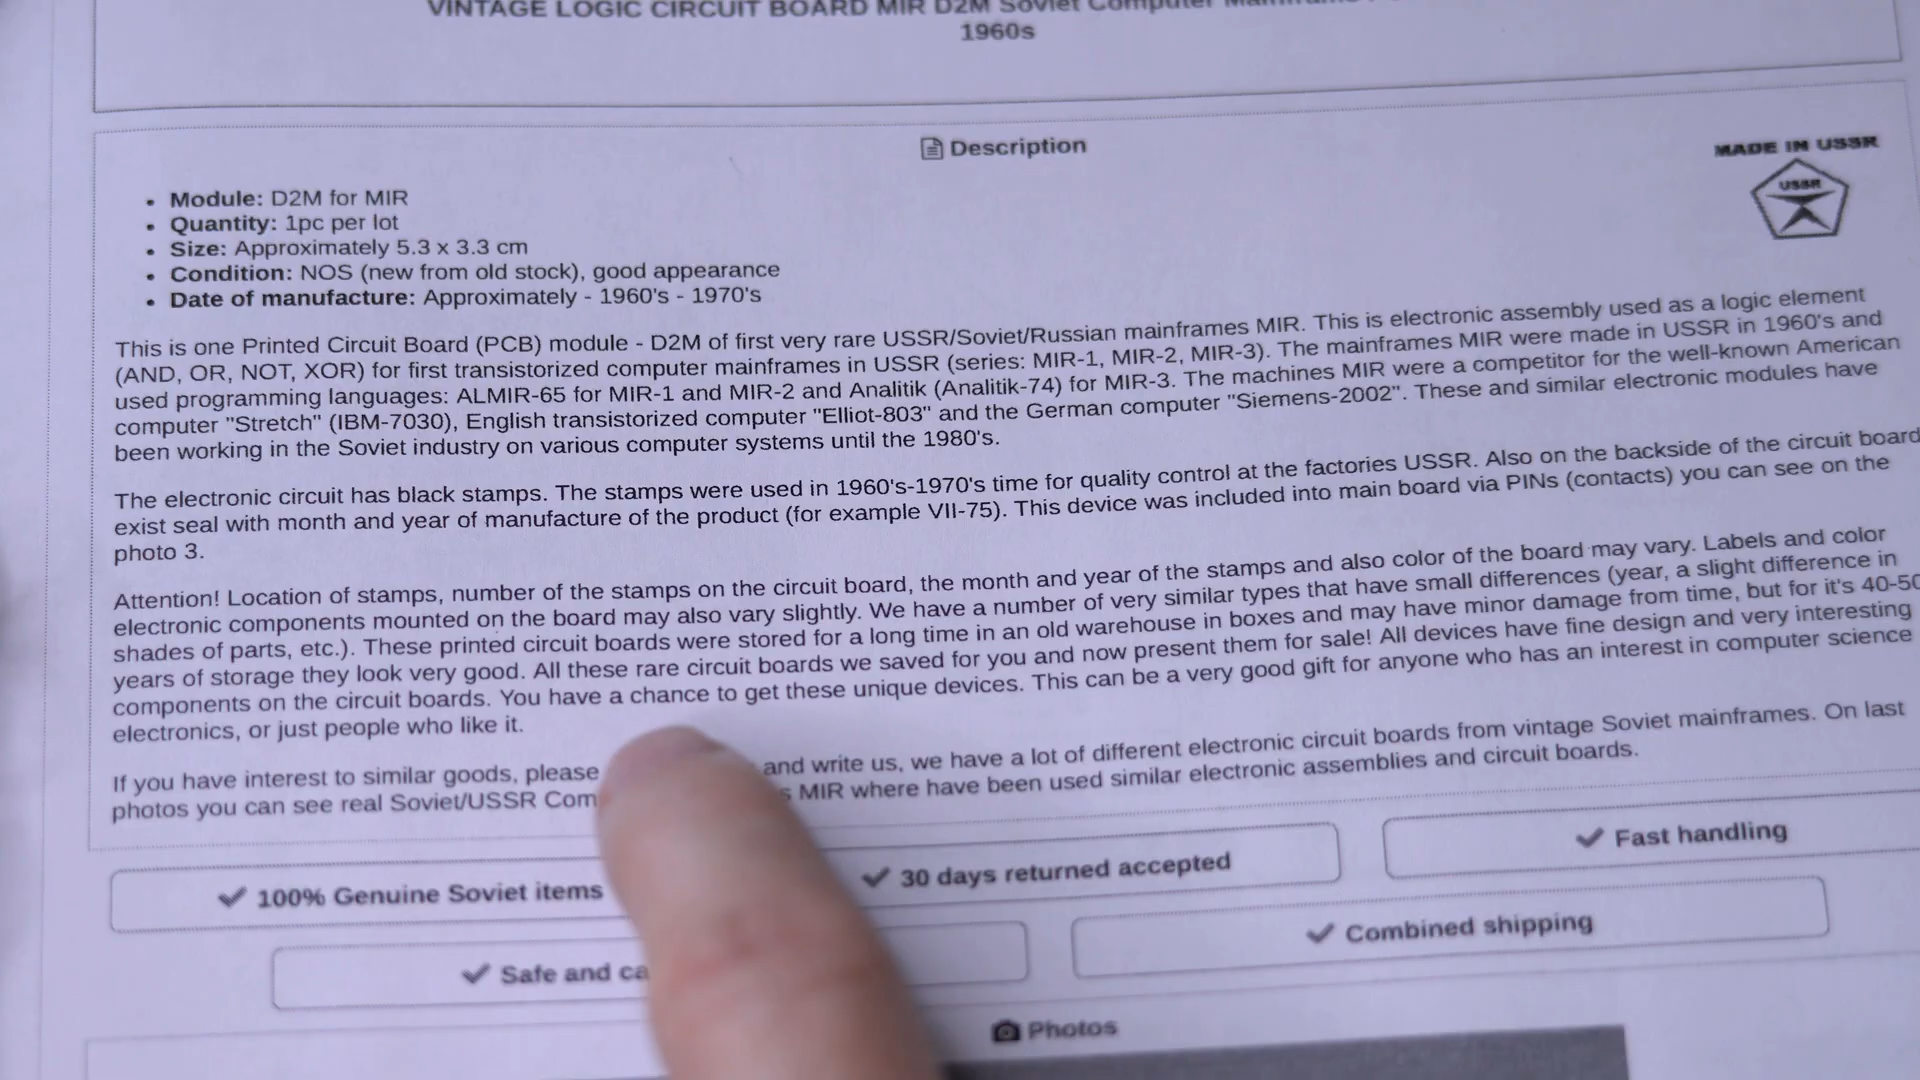 VINTAGE LOGIC CIRCUIT BOARD MIR D2M Soviet Computer
1960s
Description
MADE IN USSR
USSR
• Module: D2M for MIR
• Quantity: 1pc per lot
• Size: Approximately 5.3 x 3.3 cm
• Condition: NOS (new from old stock), good appearance
• Date of manufacture: Approximately - 1960's - 1970's
This is one Printed Circuit Board (PCB) module - D2M of first very rare USSR/Soviet/Russian mainframes MIR. This is electronic assembly used as a logic element
(AND, OR, NOT, XOR) for first transistorized computer mainframes in USSR (series: MIR-1, MIR-2, MIR-3). The mainframes MIR were made in USSR in 1960's and
used programming languages: ALMIR-65 for MIR-1 and MIR-2 and Analitik (Analitik-74) for MIR-3. The machines MIR were a competitor for the well-known American
computer "Stretch" (IBM-7030), English transistorized computer "Elliot-803" and the German computer "Siemens-2002". These and similar electronic modules have
been working in the Soviet industry on various computer systems until the 1980's.
The electronic circuit has black stamps. The stamps were used in 1960's-1970's time for quality control at the factories USSR. Also on the backside of the circuit board
exist seal with month and year of manufacture of the product (for example VII-75). This device was included into main board via PINs (contacts) you can see on the
photo 3.
Attention! Location of stamps, number of the stamps on the circuit board, the month and year of the stamps and also color of the board may vary. Labels and color
electronic components mounted on the board may also vary slightly. We have a number of very similar types that have small differences (year, a slight difference in
shades of parts, etc.). These printed circuit boards were stored for a long time in an old warehouse in boxes and may have minor damage from time, but for it's 40-50
years of storage they look very good. All these rare circuit boards we saved for you and now present them for sale! All devices have fine design and very interesting
components on the circuit boards. You have a chance to get these unique devices. This can be a very good gift for anyone who has an interest in computer science
electronics, or just people who like it.
If you have interest to similar goods, please and write us, we have a lot of different electronic circuit boards from vintage Soviet mainframes. On last
photos you can see real Soviet/USSR MIR where have been used similar electronic assemblies and circuit boards.
✔ 100% Genuine Soviet items
✔ 30 days returned accepted
✔ Fast handling
✔ Safe and
✔ Combined shipping
Photos